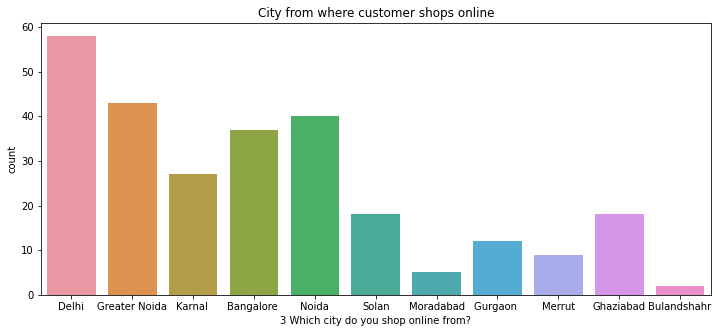 City from where customer shops online
60
50
40
30
20
10
0
count
Delhi Greater Noida Karnal Bangalore Noida Solan Moradabad Gurgaon Merrut Ghaziabad Bulandshahr
3 Which city do you shop online from?